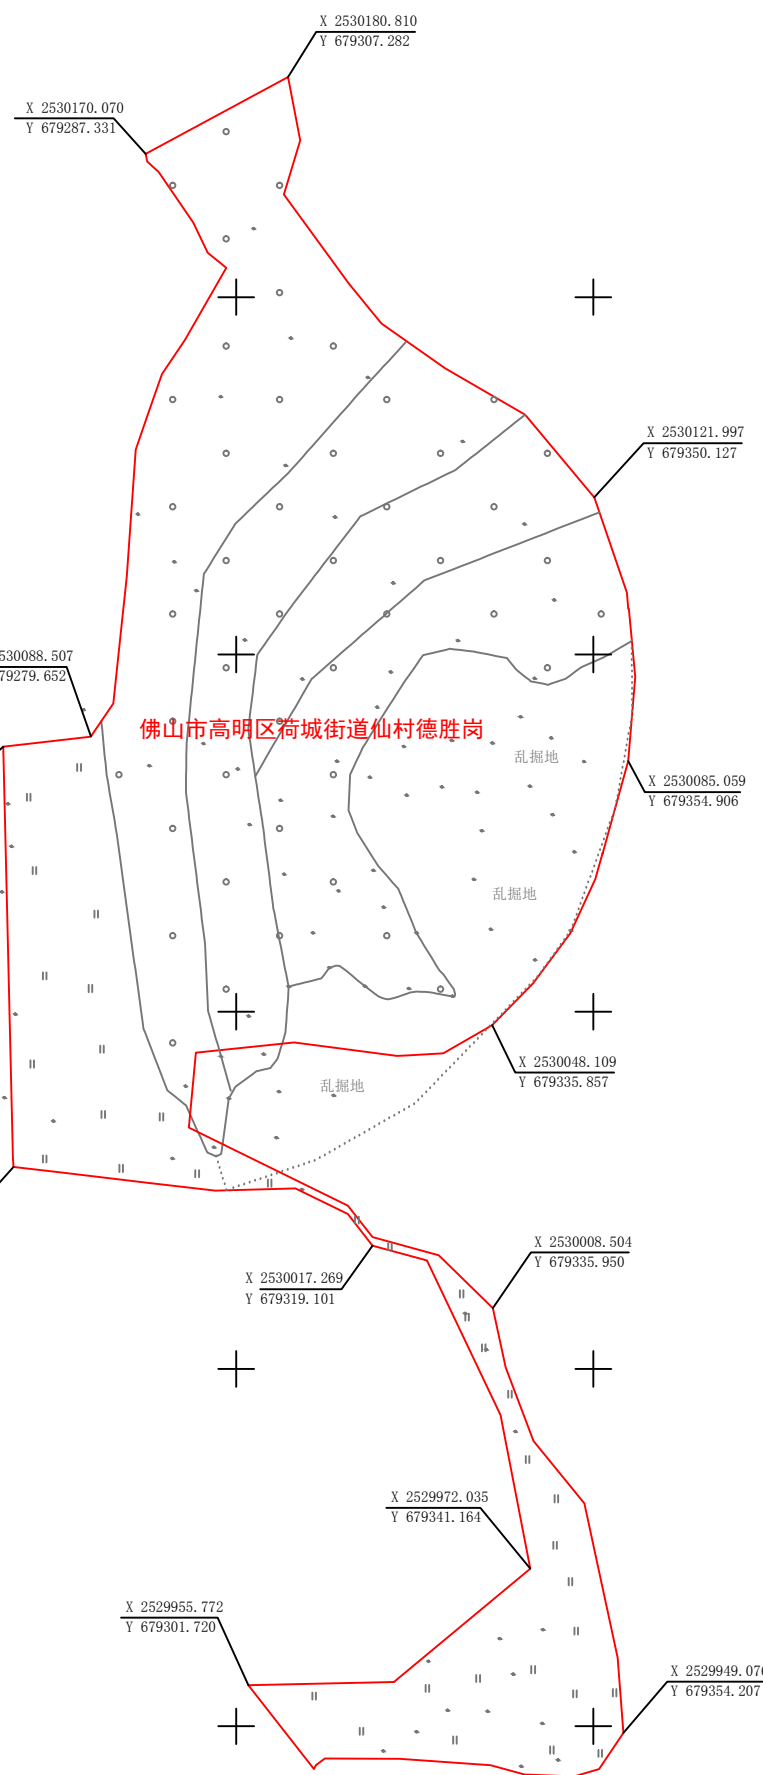 X 2530180.810
Y 679307.282
X 2530170.070
Y 679287.331
X 2530121.997
Y 679350.127
530088.507
79279.652
佛山市高明区荷城街道仙村德胜岗
乱掘地
X 2530085.059
Y 679354.906
乱掘地
X 2530048.109
Y 679335.857
乱掘地
X 2530008.504
Y 679335.950
X 2530017.269
Y 679319.101
X 2529972.035
Y 679341.164
X 2529955.772
Y 679301.720
X 2529949.076
Y 679354.207